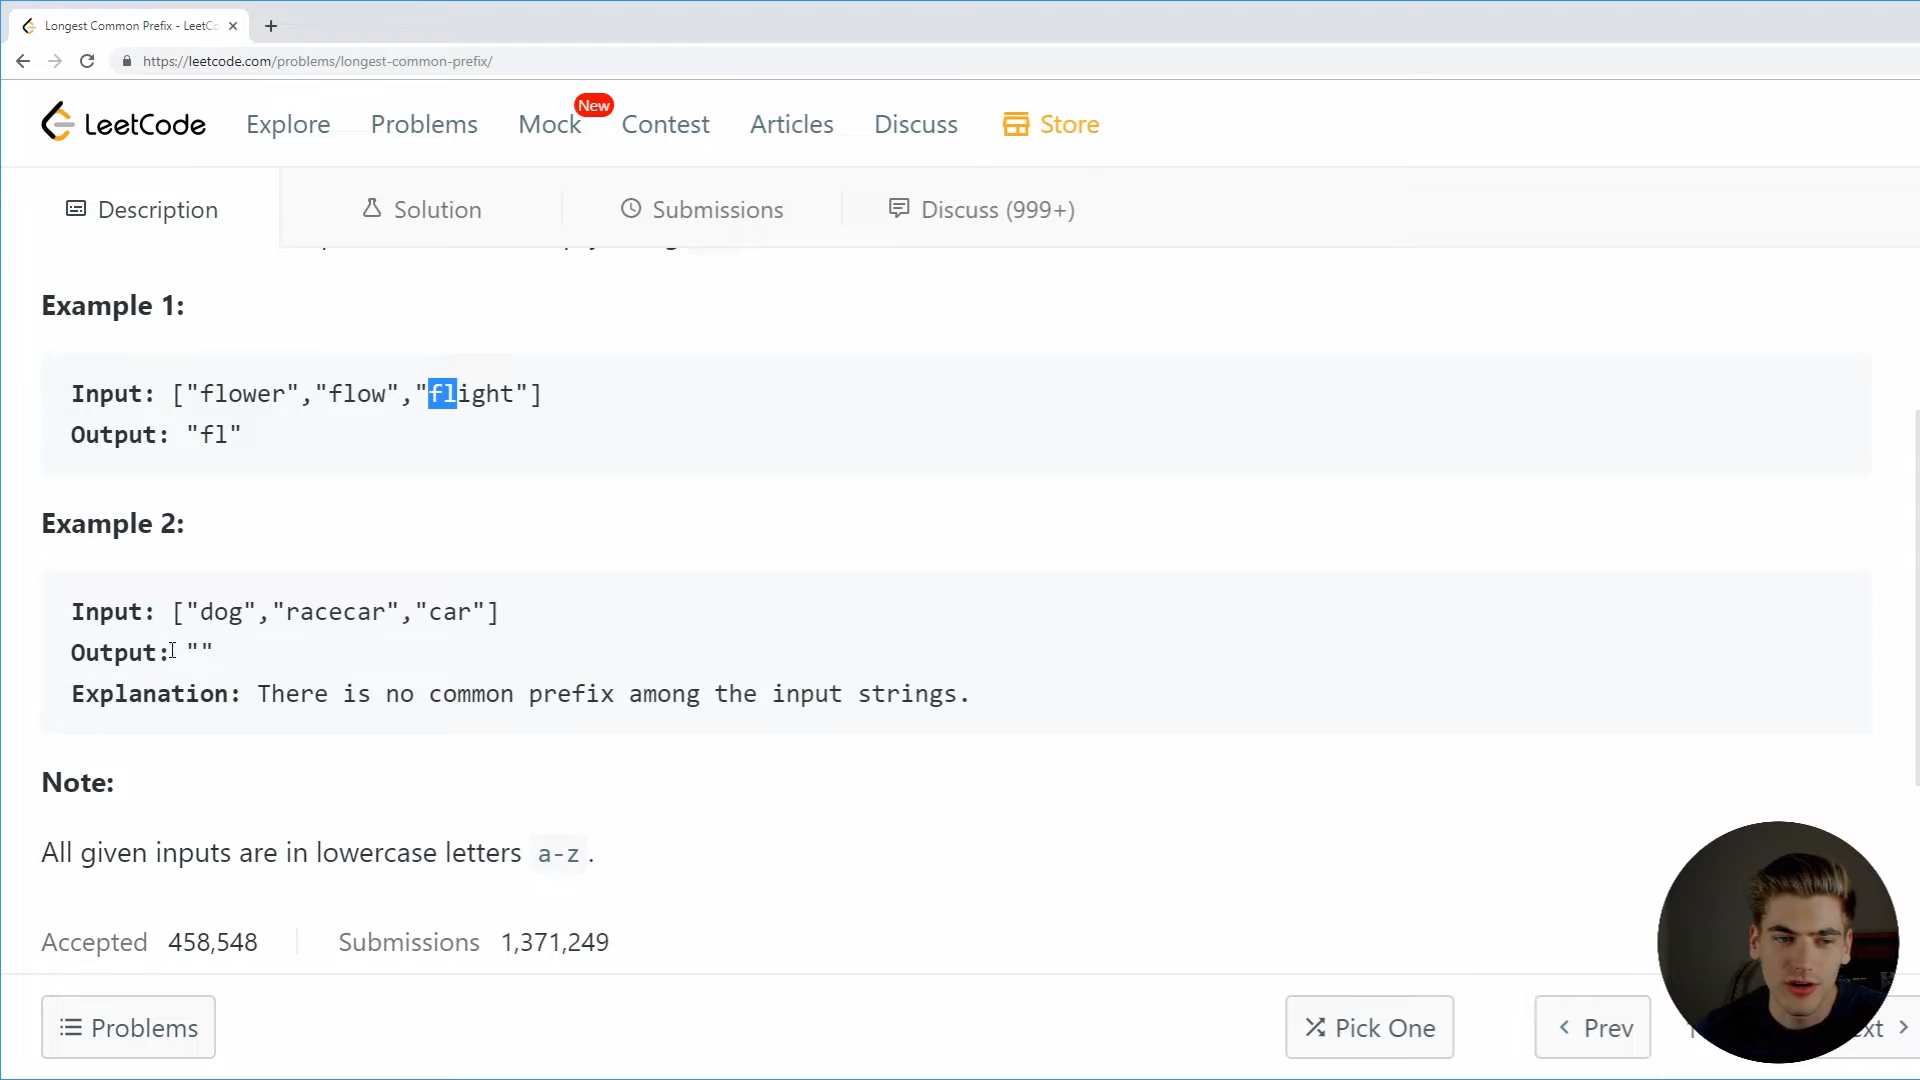 Longest Common Prefix - LeetCo
https://leetcode.com/problems/longest-common-prefix/
LeetCode Explore Problems Mock New Contest Articles Discuss Store
Description Solution Submissions Discuss (999+)
Example 1:
Input: ["flower","flow","flight"]
Output: "fl"
Example 2:
Input: ["dog","racecar","car"]
Output: ""
Explanation: There is no common prefix among the input strings.
Note:
All given inputs are in lowercase letters a-z.
Accepted 458,548 Submissions 1,371,249
Problems Pick One Prev